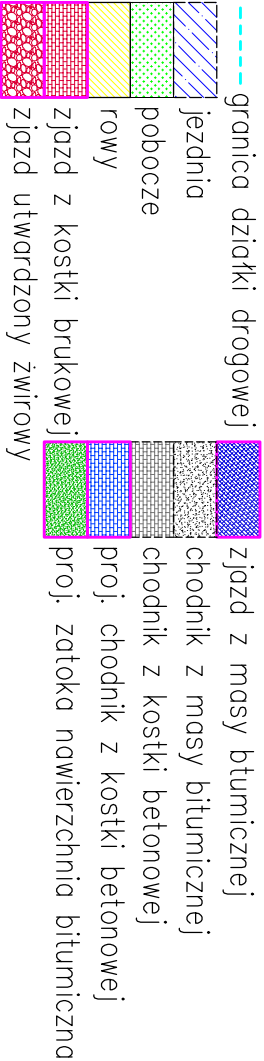 granica działki drogowej
jezdnia
pobocze
rowy
zjazd z kostki brukowej
zjazd utwardzony żwirowy
zjazd z masy btumicznej
chodnik z masy bitumicznej
chodnik z kostki betonowej
proj. chodnik z kostki betonowej
proj. zatoka nawierzchnia bitumiczna